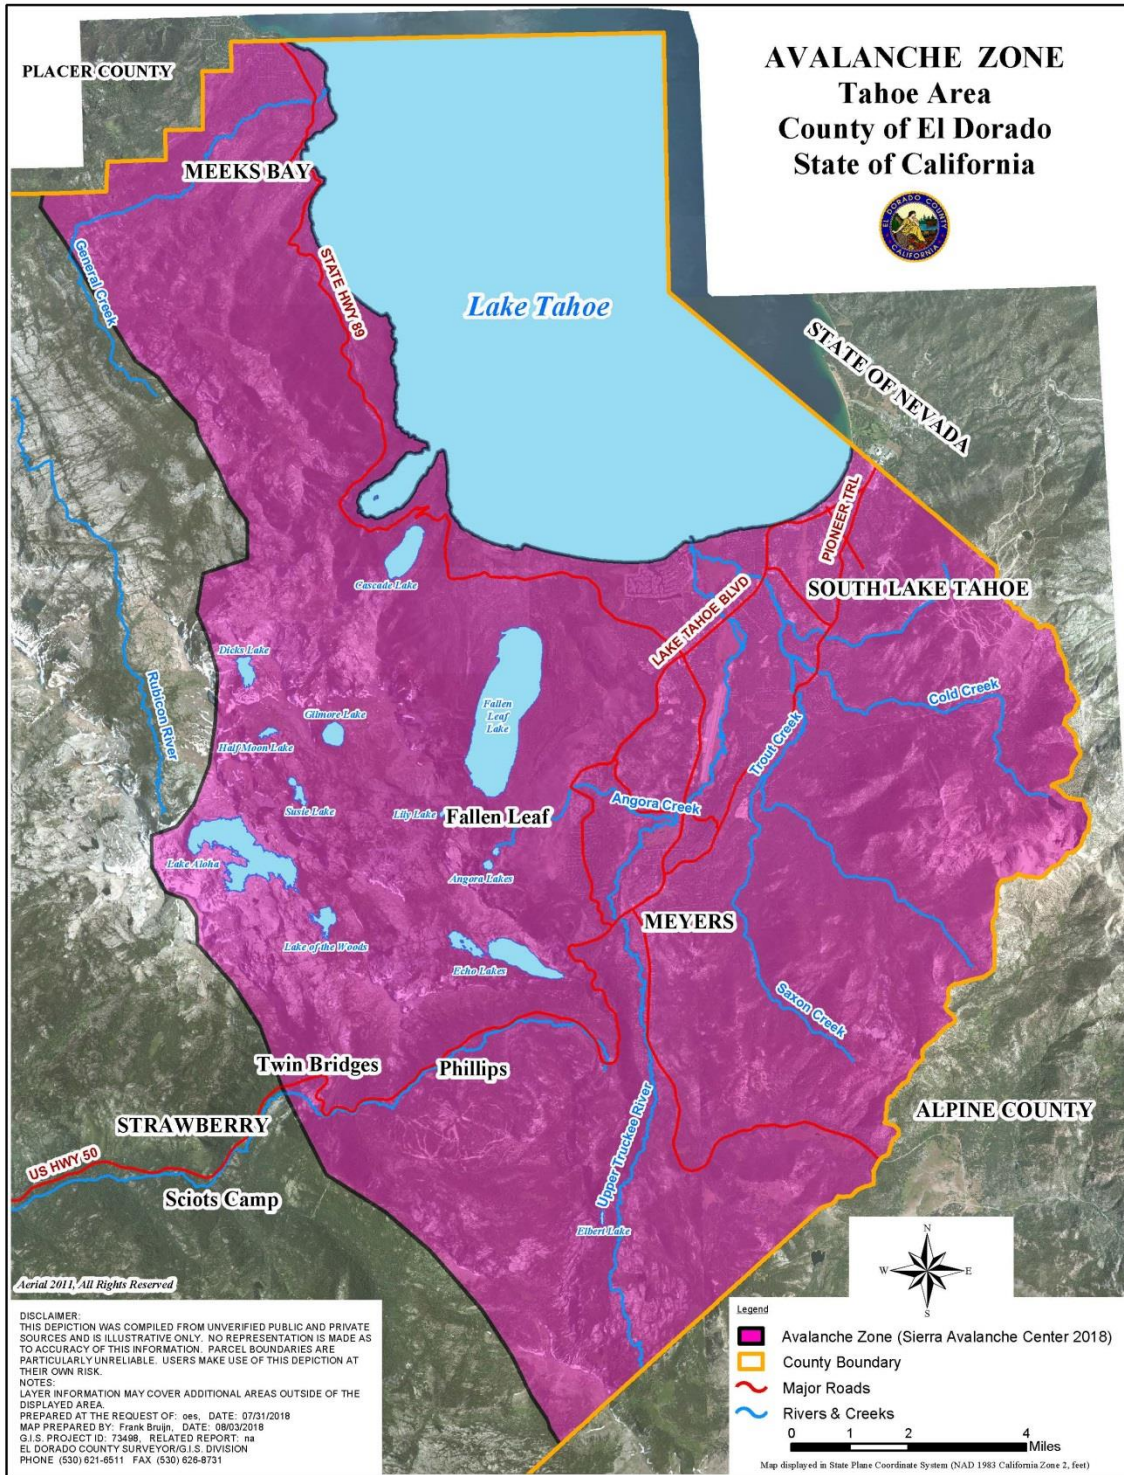 AVALANCHE ZONE
Tahoe Area
County of El Dorado
State of California
EL DORADO COUNTY
CALIFORNIA
PLACER COUNTY
MEEKS BAY
General Creek
STATE HWY 89
Lake Tahoe
STATE OF NEVADA
PIONEER TRL
Cascade Lake
SOUTH LAKE TAHOE
LAKE TAHOE BLVD
Dicks Lake
Rubicon River
Gilmore Lake
Fallen
Leaf
Lake
Cold Creek
Half Moon Lake
Trout Creek
Susie Lake
Lily Lake
Fallen Leaf
Angora Creek
Lake Aloha
Angora Lakes
MEYERS
Lake of the Woods
Echo Lakes
Saxon Creek
Twin Bridges
Phillips
STRAWBERRY
Upper Truckee River
ALPINE COUNTY
US HWY 50
Sciots Camp
Elbert Lake
N
W
E
S
Aerial 2011, All Rights Reserved
DISCLAIMER:
THIS DEPICTION WAS COMPILED FROM UNVERIFIED PUBLIC AND PRIVATE
SOURCES AND IS ILLUSTRATIVE ONLY. NO REPRESENTATION IS MADE AS
TO ACCURACY OF THIS INFORMATION. PARCEL BOUNDARIES ARE
PARTICULARLY UNRELIABLE. USERS MAKE USE OF THIS DEPICTION AT
THEIR OWN RISK.
NOTES:
LAYER INFORMATION MAY COVER ADDITIONAL AREAS OUTSIDE OF THE
DISPLAYED AREA.
PREPARED AT THE REQUEST OF: oes, DATE: 07/31/2018
MAP PREPARED BY: Frank Bruijn, DATE: 08/03/2018
G.I.S. PROJECT ID: 73498, RELATED REPORT: na
EL DORADO COUNTY SURVEYOR/G.I.S. DIVISION
PHONE (530) 621-6511 FAX (530) 626-8731
Legend
Avalanche Zone (Sierra Avalanche Center 2018)
County Boundary
Major Roads
Rivers & Creeks
0 1 2 4
Miles
Map displayed in State Plane Coordinate System (NAD 1983 California Zone 2, feet)